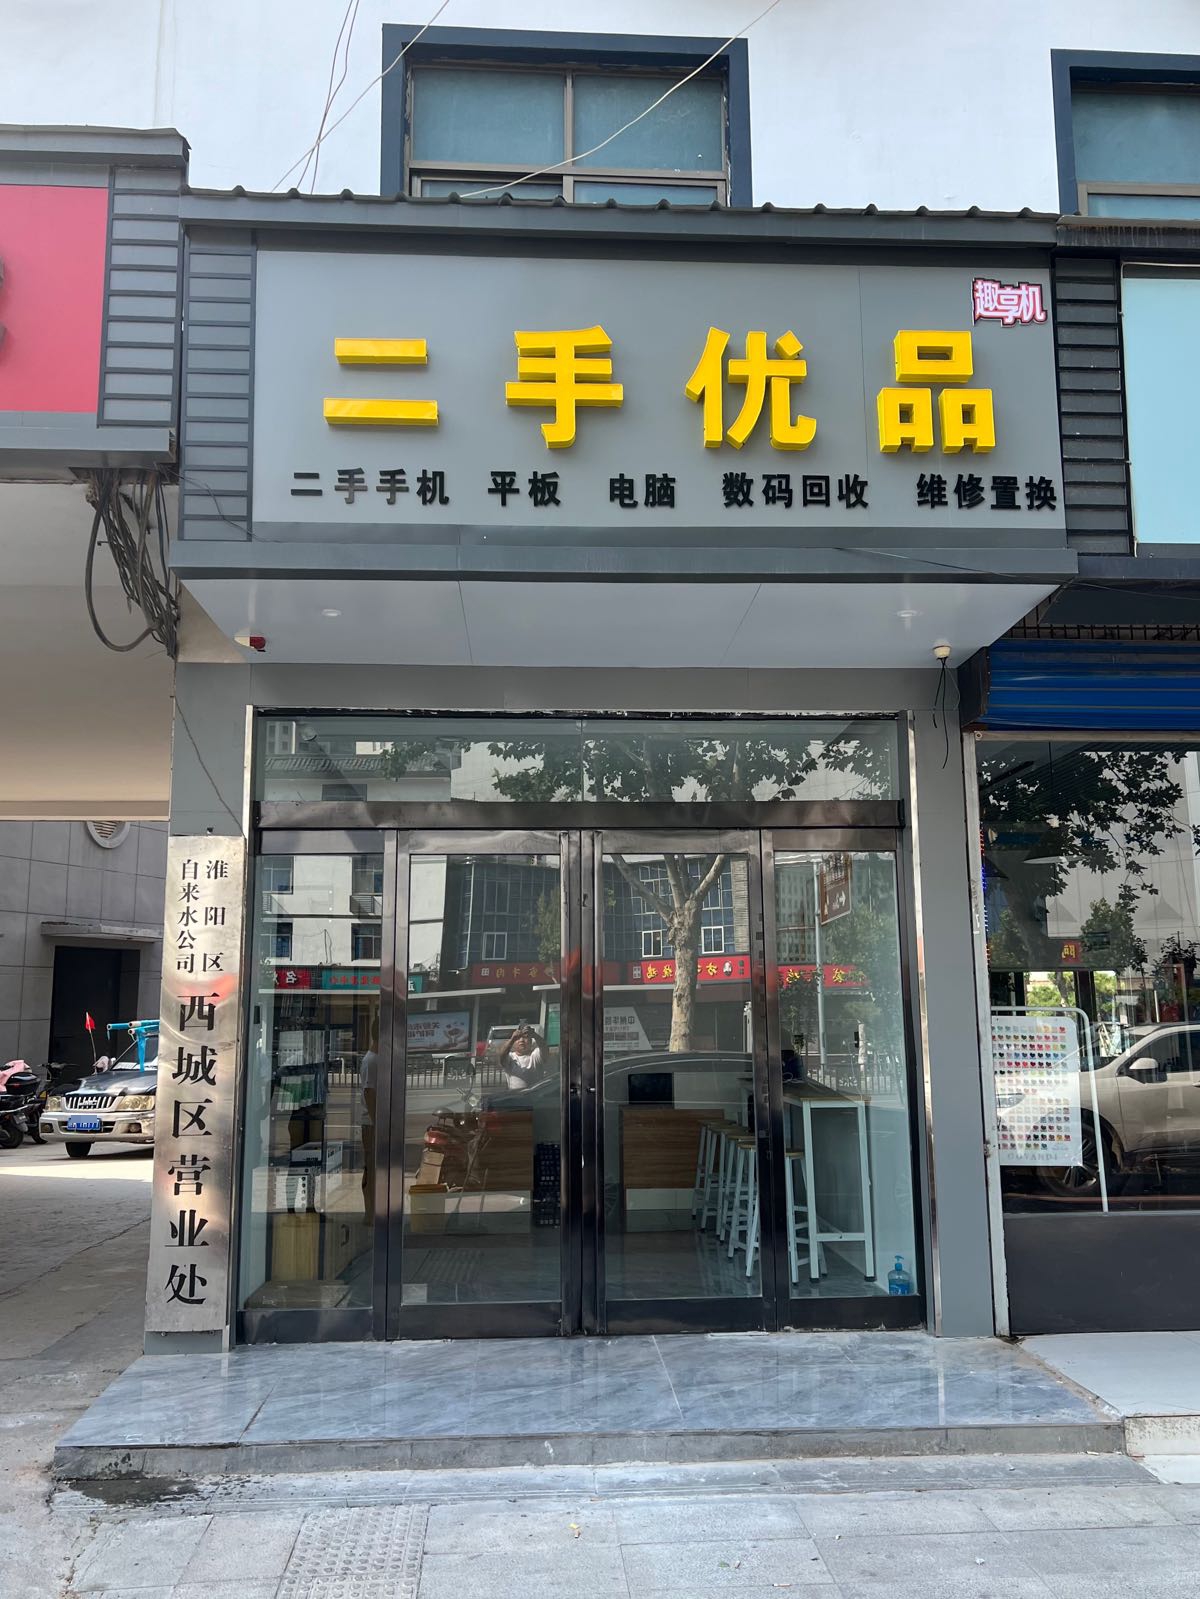 趣享机
二手优品
二手手机 平板 电脑 数码回收 维修置换
淮阳区
自来水公司
西城区营业处